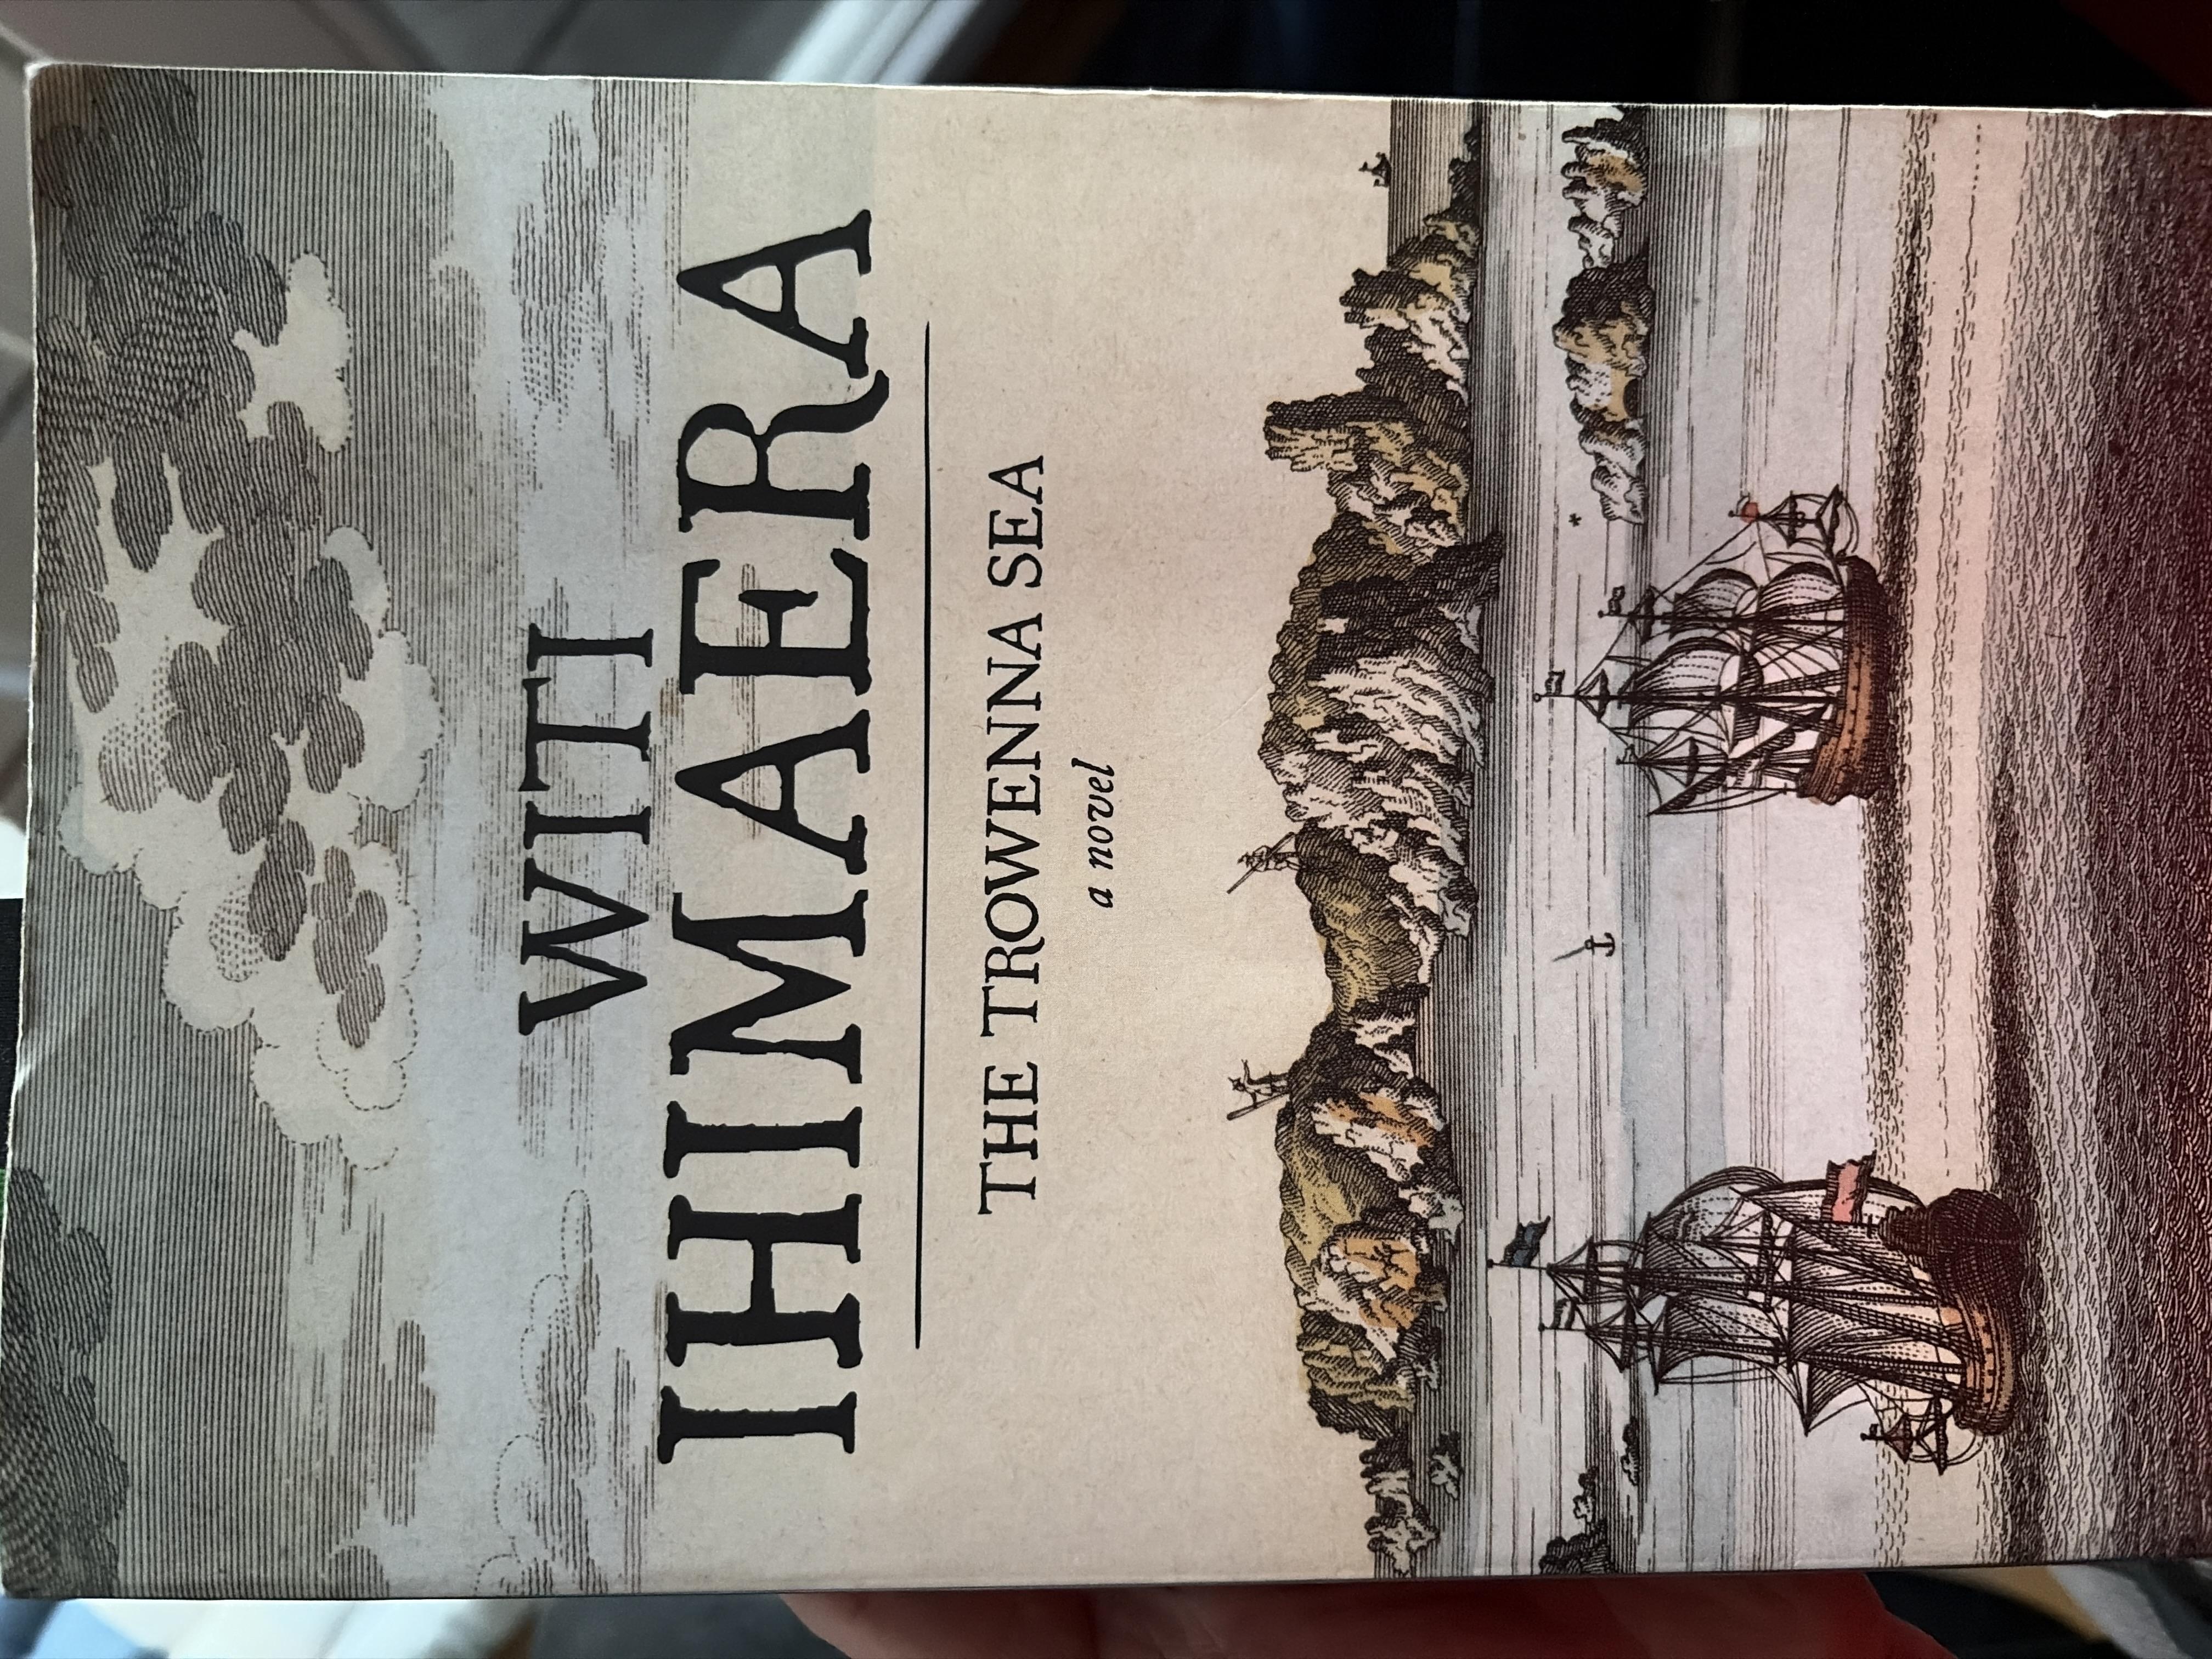 WITI
IHIMAERA
THE TROWENNA SEA
a novel